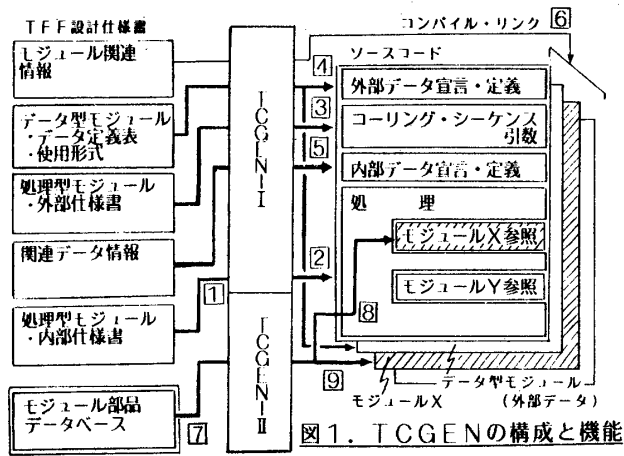 TFF設計仕様書
モジュール関連
情報
データ型モジュール
・データ定義表
・使用形式
処理型モジュール
・外部仕様書
関連データ情報
処理型モジュール
・内部仕様書
モジュール部品
データベース
1
7
TCGEN-I
TCGEN-II
コンパイル・リンク 6
ソースコード
4
外部データ宣言・定義
3
コーリング・シーケンス
引数
5
内部データ宣言・定義
処 理
モジュールX参照
2
モジュールY参照
8
9
データ型モジュール
モジュールX (外部データ)
図1. TCGENの構成と機能